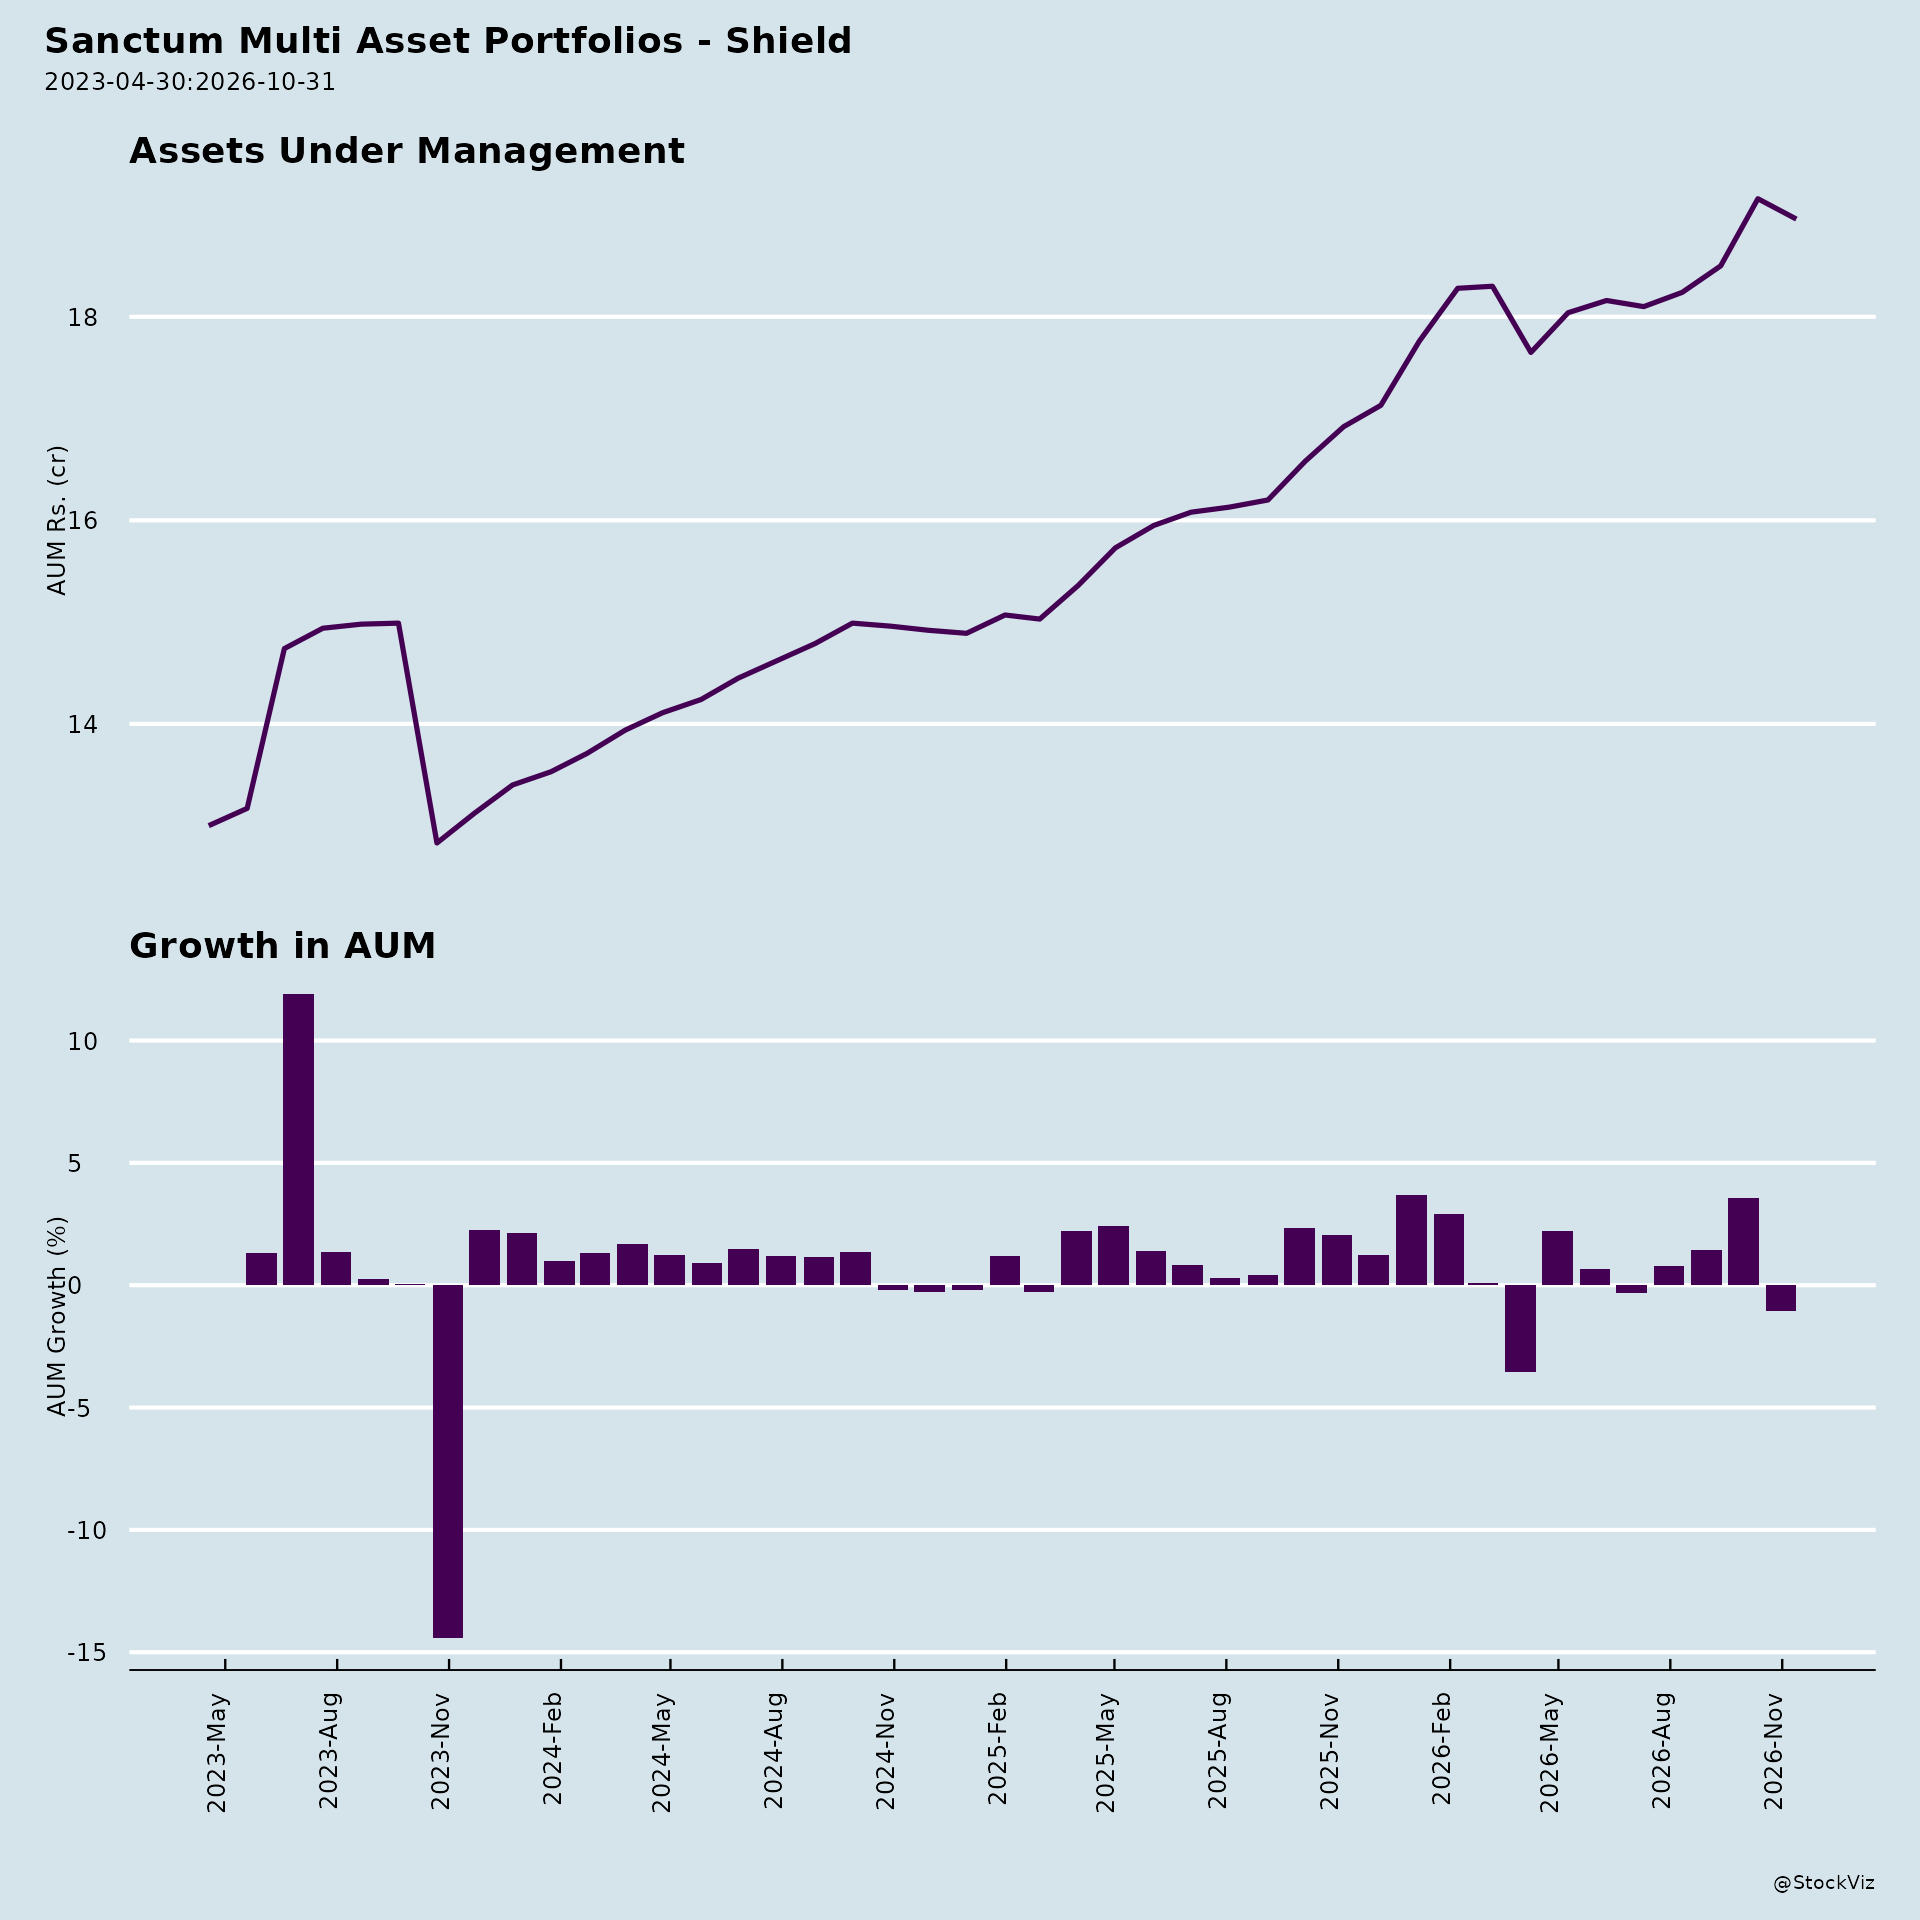 Sanctum Multi Asset Portfolios - Shield
2023-04-30:2026-10-31
Assets Under Management
AUM Rs. (cr)
18
16
14
Growth in AUM
AUM Growth (%)
10
5
0
-5
-10
-15
2023-May
2023-Aug
2023-Nov
2024-Feb
2024-May
2024-Aug
2024-Nov
2025-Feb
2025-May
2025-Aug
2025-Nov
2026-Feb
2026-May
2026-Aug
2026-Nov
@StockViz